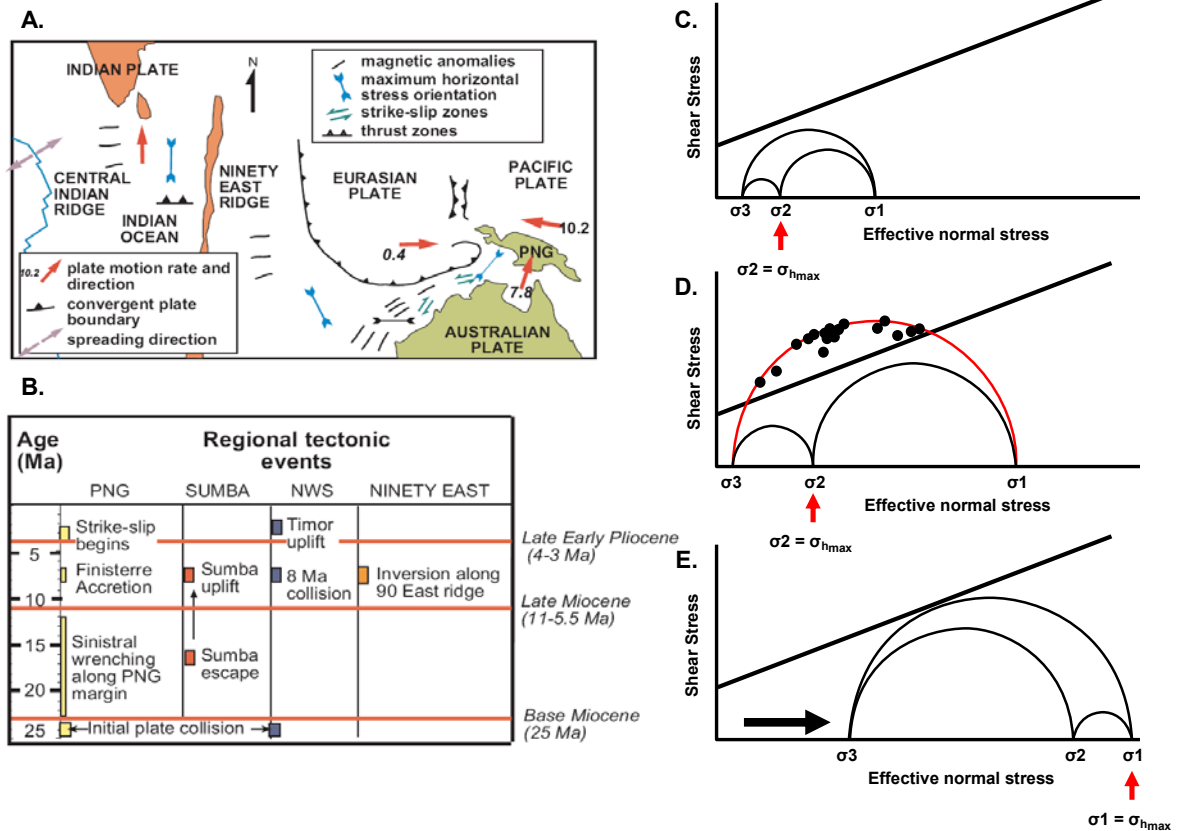 A.
INDIAN PLATE
N
magnetic anomalies
maximum horizontal
stress orientation
strike-slip zones
thrust zones
CENTRAL
INDIAN
RIDGE
NINETY
EAST
RIDGE
EURASIAN
PLATE
PACIFIC
PLATE
INDIAN
OCEAN
10.2
0.4
PNG
7.8
AUSTRALIAN
PLATE
10.2 plate motion rate and
direction
convergent plate
boundary
spreading direction
B.
Age
(Ma)
Regional tectonic
events
PNG SUMBA NWS NINETY EAST
Strike-slip
begins
Timor
uplift
Late Early Pliocene
(4-3 Ma)
5
Finisterre
Accretion
Sumba
uplift
8 Ma
collision
Inversion along
90 East ridge
10
Late Miocene
(11-5.5 Ma)
15
Sinistral
wrenching
along PNG
margin
Sumba
escape
20
Base Miocene
(25 Ma)
25
Initial plate collision
C.
Shear Stress
σ3 σ2 σ1
Effective normal stress
σ2 = σhmax
D.
Shear Stress
σ3 σ2 σ1
Effective normal stress
σ2 = σhmax
E.
Shear Stress
σ3 σ2 σ1
Effective normal stress
σ1 = σhmax